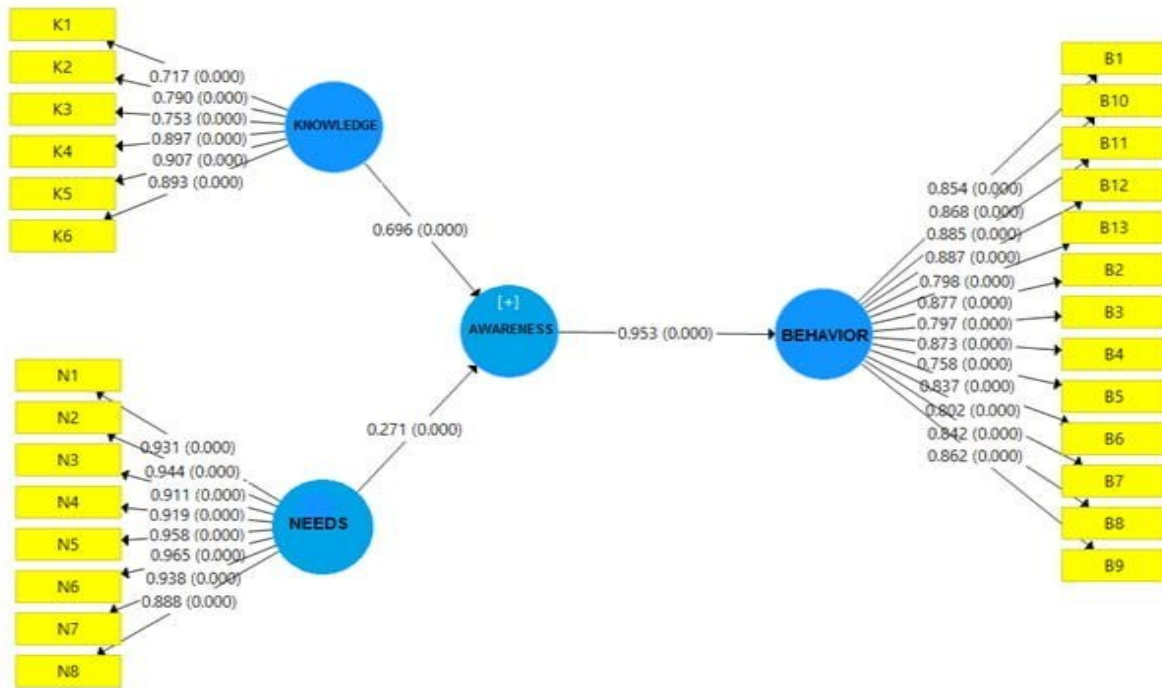 K1
K2
K3
K4
K5
K6
0.717 (0.000)
0.790 (0.000)
0.753 (0.000)
0.897 (0.000)
0.907 (0.000)
0.893 (0.000)
KNOWLEDGE
0.696 (0.000)
N1
N2
N3
N4
N5
N6
N7
N8
0.931 (0.000)
0.944 (0.000)
0.911 (0.000)
0.919 (0.000)
0.958 (0.000)
0.965 (0.000)
0.938 (0.000)
0.888 (0.000)
NEEDS
0.271 (0.000)
[+]
AWARENESS
0.953 (0.000)
BEHAVIOR
0.854 (0.000)
0.868 (0.000)
0.885 (0.000)
0.887 (0.000)
0.798 (0.000)
0.877 (0.000)
0.797 (0.000)
0.873 (0.000)
0.758 (0.000)
0.837 (0.000)
0.802 (0.000)
0.842 (0.000)
0.862 (0.000)
B1
B10
B11
B12
B13
B2
B3
B4
B5
B6
B7
B8
B9